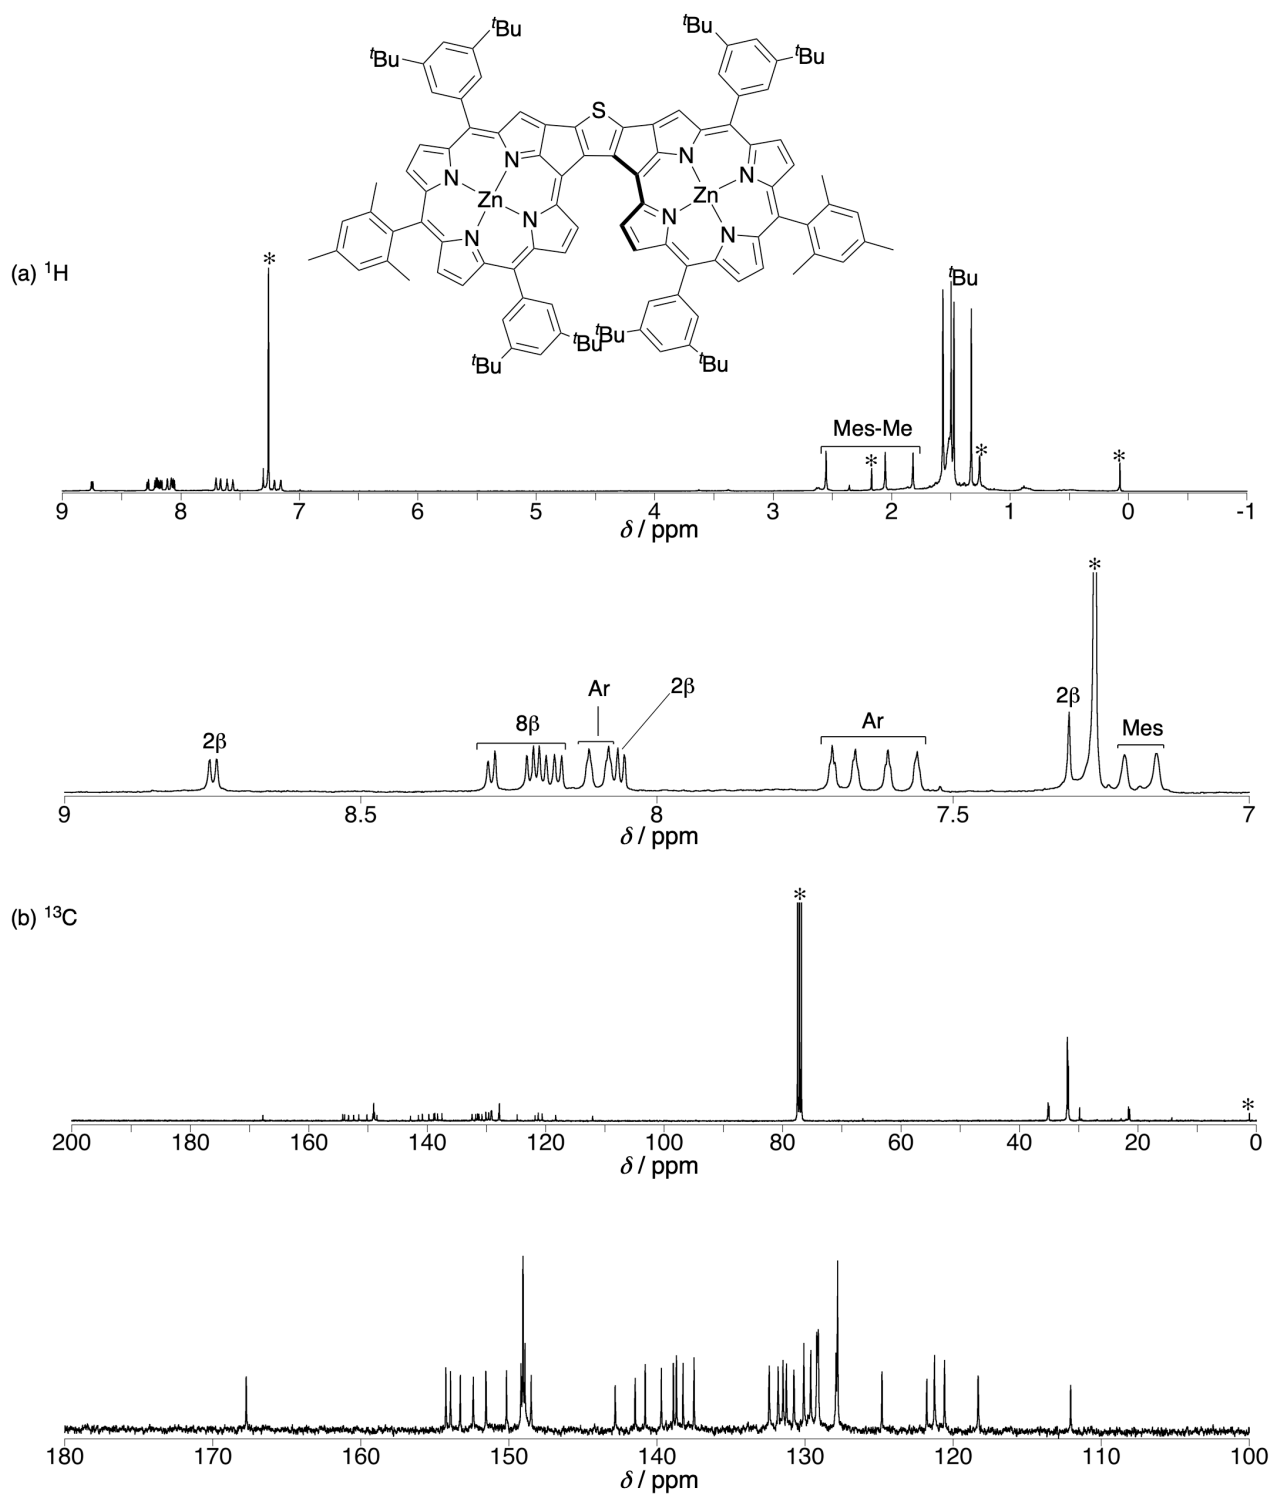 tBu
tBu
tBu
tBu
S
N
N
N
N
Zn
Zn
N
N
N
N
(a) 1H
*
tBu
tBu
tBu
tBu
tBu
Mes-Me
*
*
*
9 8 7 6 5 4 3 2 1 0 -1
δ / ppm
*
Ar
2β
2β
8β
Ar
2β
Mes
9 8.5 8 7.5 7
δ / ppm
(b) 13C
*
*
200 180 160 140 120 100 80 60 40 20 0
δ / ppm
180 170 160 150 140 130 120 110 100
δ / ppm